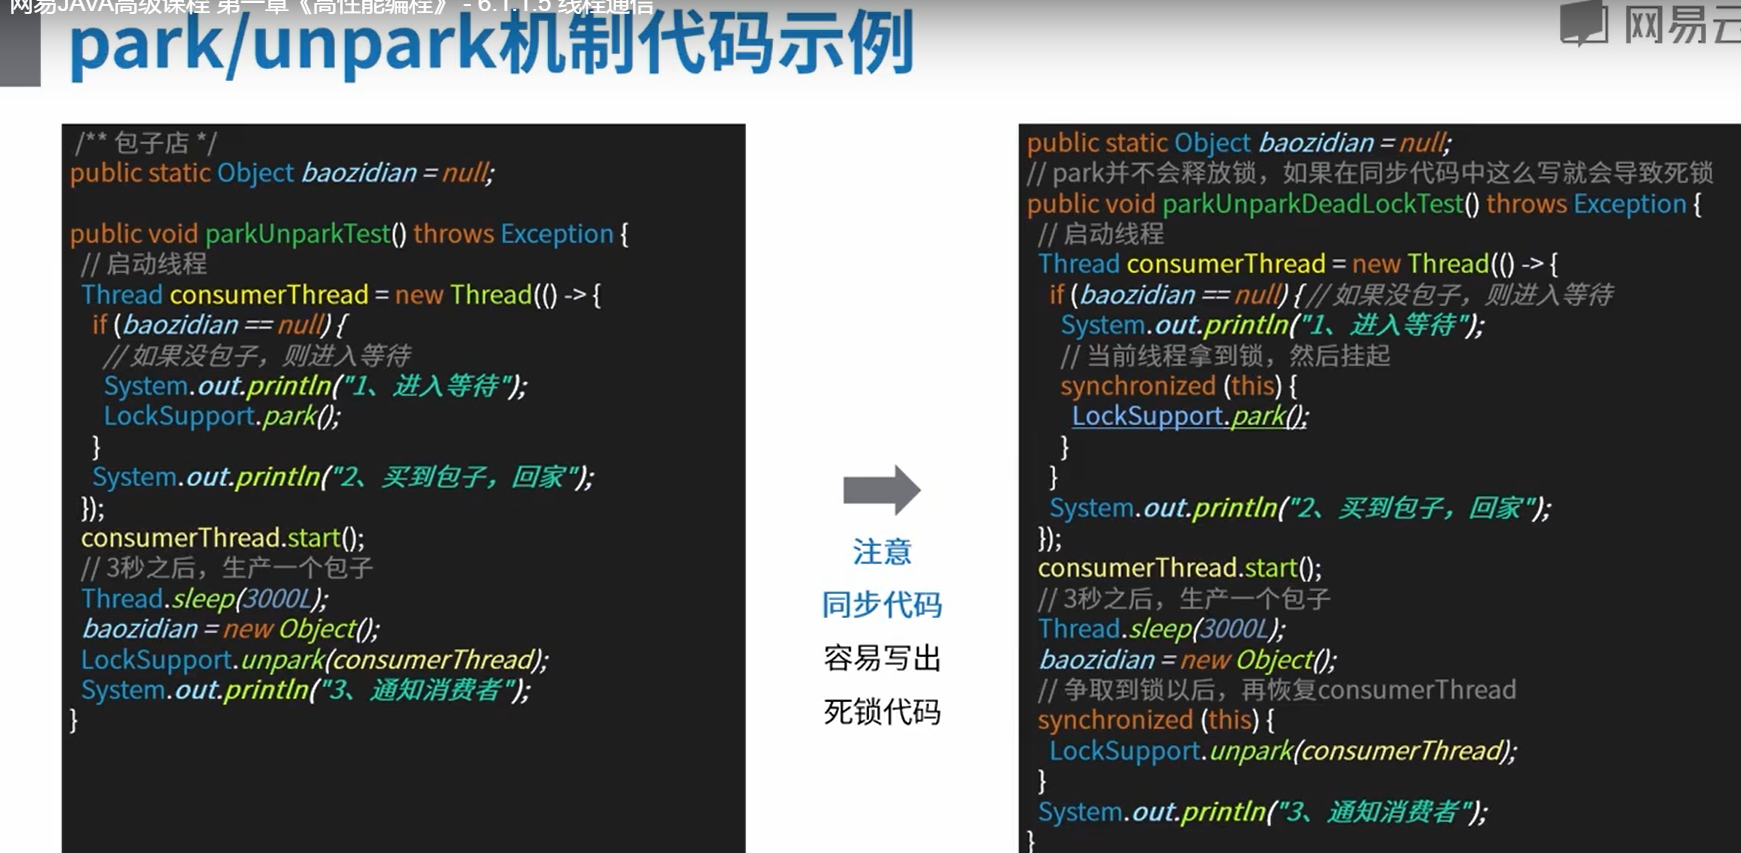 网易JAVA高级课程 第一章《高性能编程》 - 6.1.1.5 线程通信
网易云
park/unpark机制代码示例
/** 包子店 */
public static Object baozidian = null;
public void parkUnparkTest() throws Exception {
// 启动线程
Thread consumerThread = new Thread(() -> {
if (baozidian == null) {
// 如果没包子，则进入等待
System.out.println("1、进入等待");
LockSupport.park();
}
System.out.println("2、买到包子，回家");
});
consumerThread.start();
// 3秒之后，生产一个包子
Thread.sleep(3000L);
baozidian = new Object();
LockSupport.unpark(consumerThread);
System.out.println("3、通知消费者");
}
注意
同步代码
容易写出
死锁代码
public static Object baozidian = null;
// park并不会释放锁，如果在同步代码中这么写就会导致死锁
public void parkUnparkDeadLockTest() throws Exception {
// 启动线程
Thread consumerThread = new Thread(() -> {
if (baozidian == null) { // 如果没包子，则进入等待
System.out.println("1、进入等待");
// 当前线程拿到锁，然后挂起
synchronized (this) {
LockSupport.park();
}
}
System.out.println("2、买到包子，回家");
});
consumerThread.start();
// 3秒之后，生产一个包子
Thread.sleep(3000L);
baozidian = new Object();
// 争取到锁以后，再恢复consumerThread
synchronized (this) {
LockSupport.unpark(consumerThread);
}
System.out.println("3、通知消费者");
}